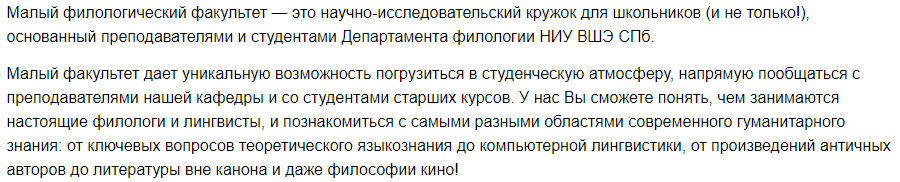 Малый филологический факультет — это научно-исследовательский кружок для школьников (и не только!),
основанный преподавателями и студентами Департамента филологии НИУ ВШЭ СПб.
Малый факультет дает уникальную возможность погрузиться в студенческую атмосферу, напрямую пообщаться с
преподавателями нашей кафедры и со студентами старших курсов. У нас Вы сможете понять, чем занимаются
настоящие филологи и лингвисты, и познакомиться с самыми разными областями современного гуманитарного
знания: от ключевых вопросов теоретического языкознания до компьютерной лингвистики, от произведений античных
авторов до литературы вне канона и даже философии кино!